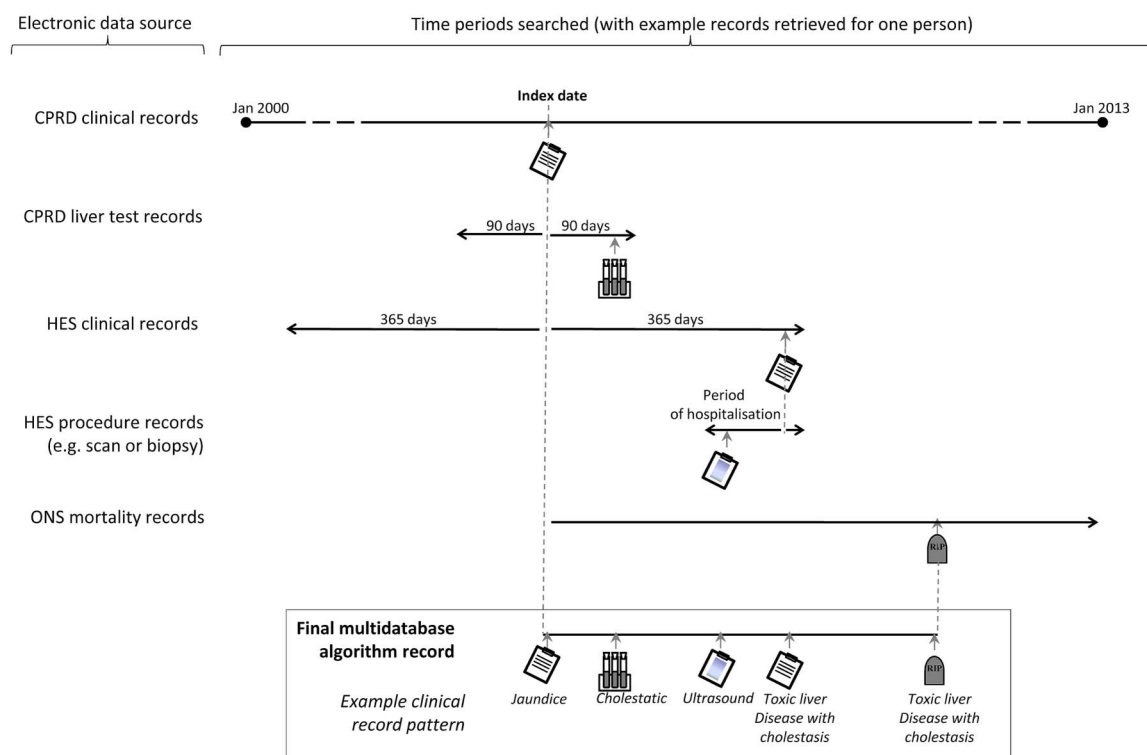 Electronic data source
Time periods searched (with example records retrieved for one person)
Index date
Jan 2000
Jan 2013
CPRD clinical records
CPRD liver test records
90 days
90 days
HES clinical records
365 days
365 days
Period
of hospitalisation
HES procedure records
(e.g. scan or biopsy)
ONS mortality records
RiP
Final multidatabase
algorithm record
RIP
Example clinical
record pattern
Jaundice
Cholestatic
Ultrasound
Toxic liver
Disease with
cholestasis
Toxic liver
Disease with
cholestasis